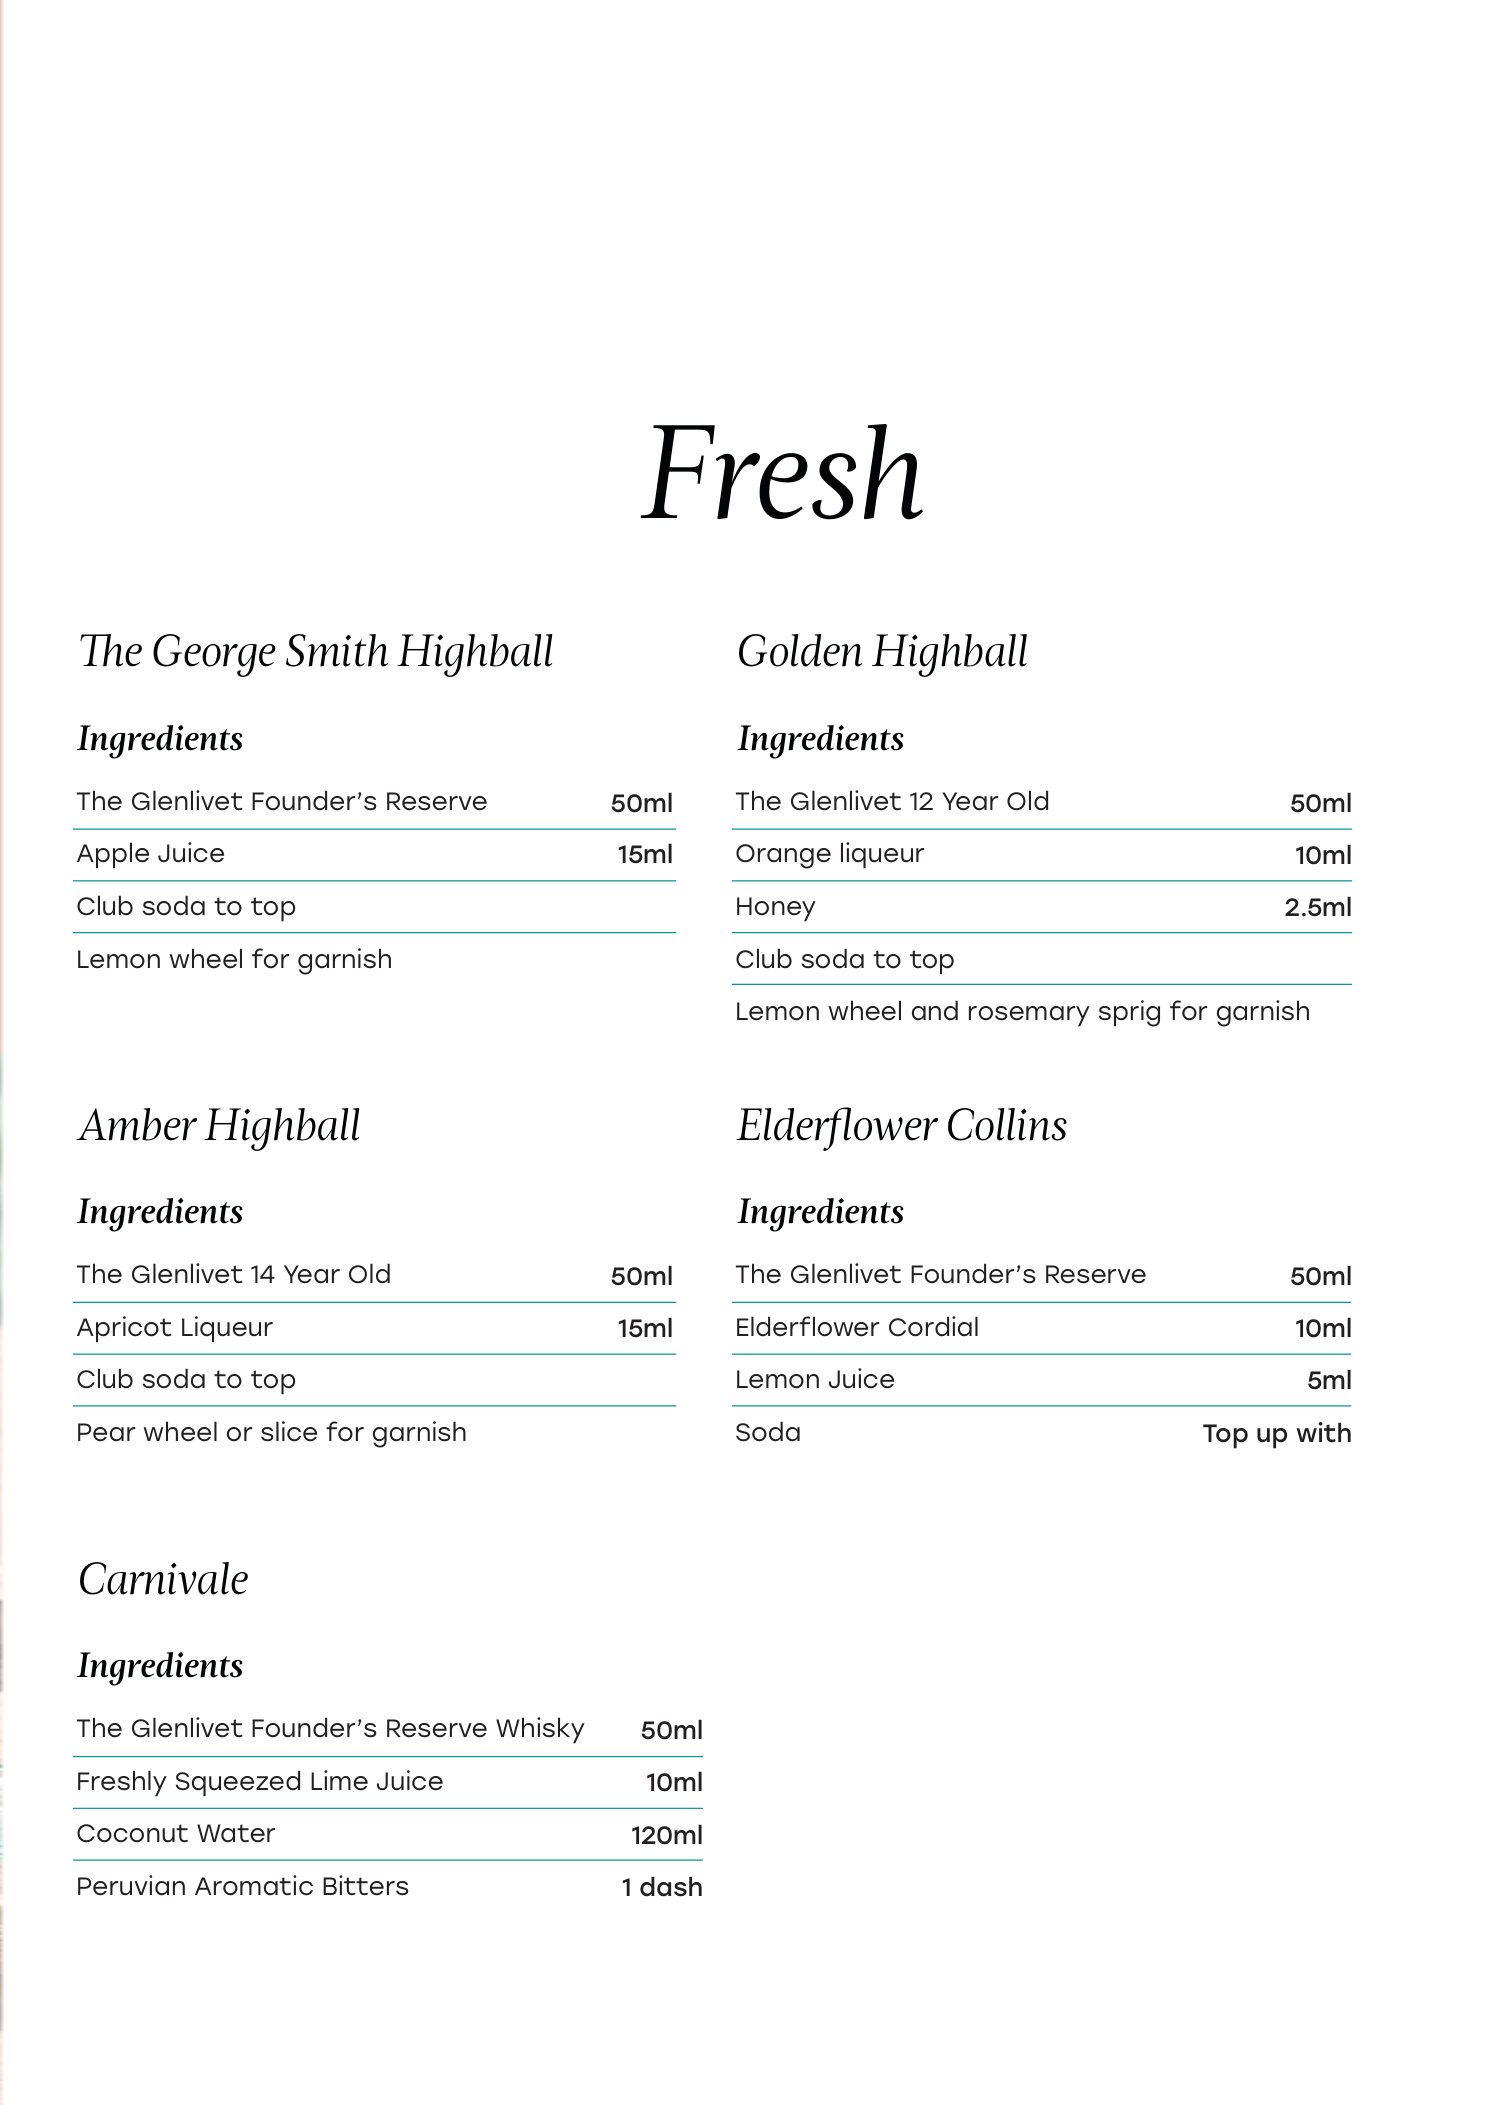 Fresh
The George Smith Highball
Ingredients
The Glenlivet Founder’s Reserve 50ml
Apple Juice 15ml
Club soda to top
Lemon wheel for garnish
Golden Highball
Ingredients
The Glenlivet 12 Year Old 50ml
Orange liqueur 10ml
Honey 2.5ml
Club soda to top
Lemon wheel and rosemary sprig for garnish
Amber Highball
Ingredients
The Glenlivet 14 Year Old 50ml
Apricot Liqueur 15ml
Club soda to top
Pear wheel or slice for garnish
Elderflower Collins
Ingredients
The Glenlivet Founder’s Reserve 50ml
Elderflower Cordial 10ml
Lemon Juice 5ml
Soda Top up with
Carnivale
Ingredients
The Glenlivet Founder’s Reserve Whisky 50ml
Freshly Squeezed Lime Juice 10ml
Coconut Water 120ml
Peruvian Aromatic Bitters 1 dash